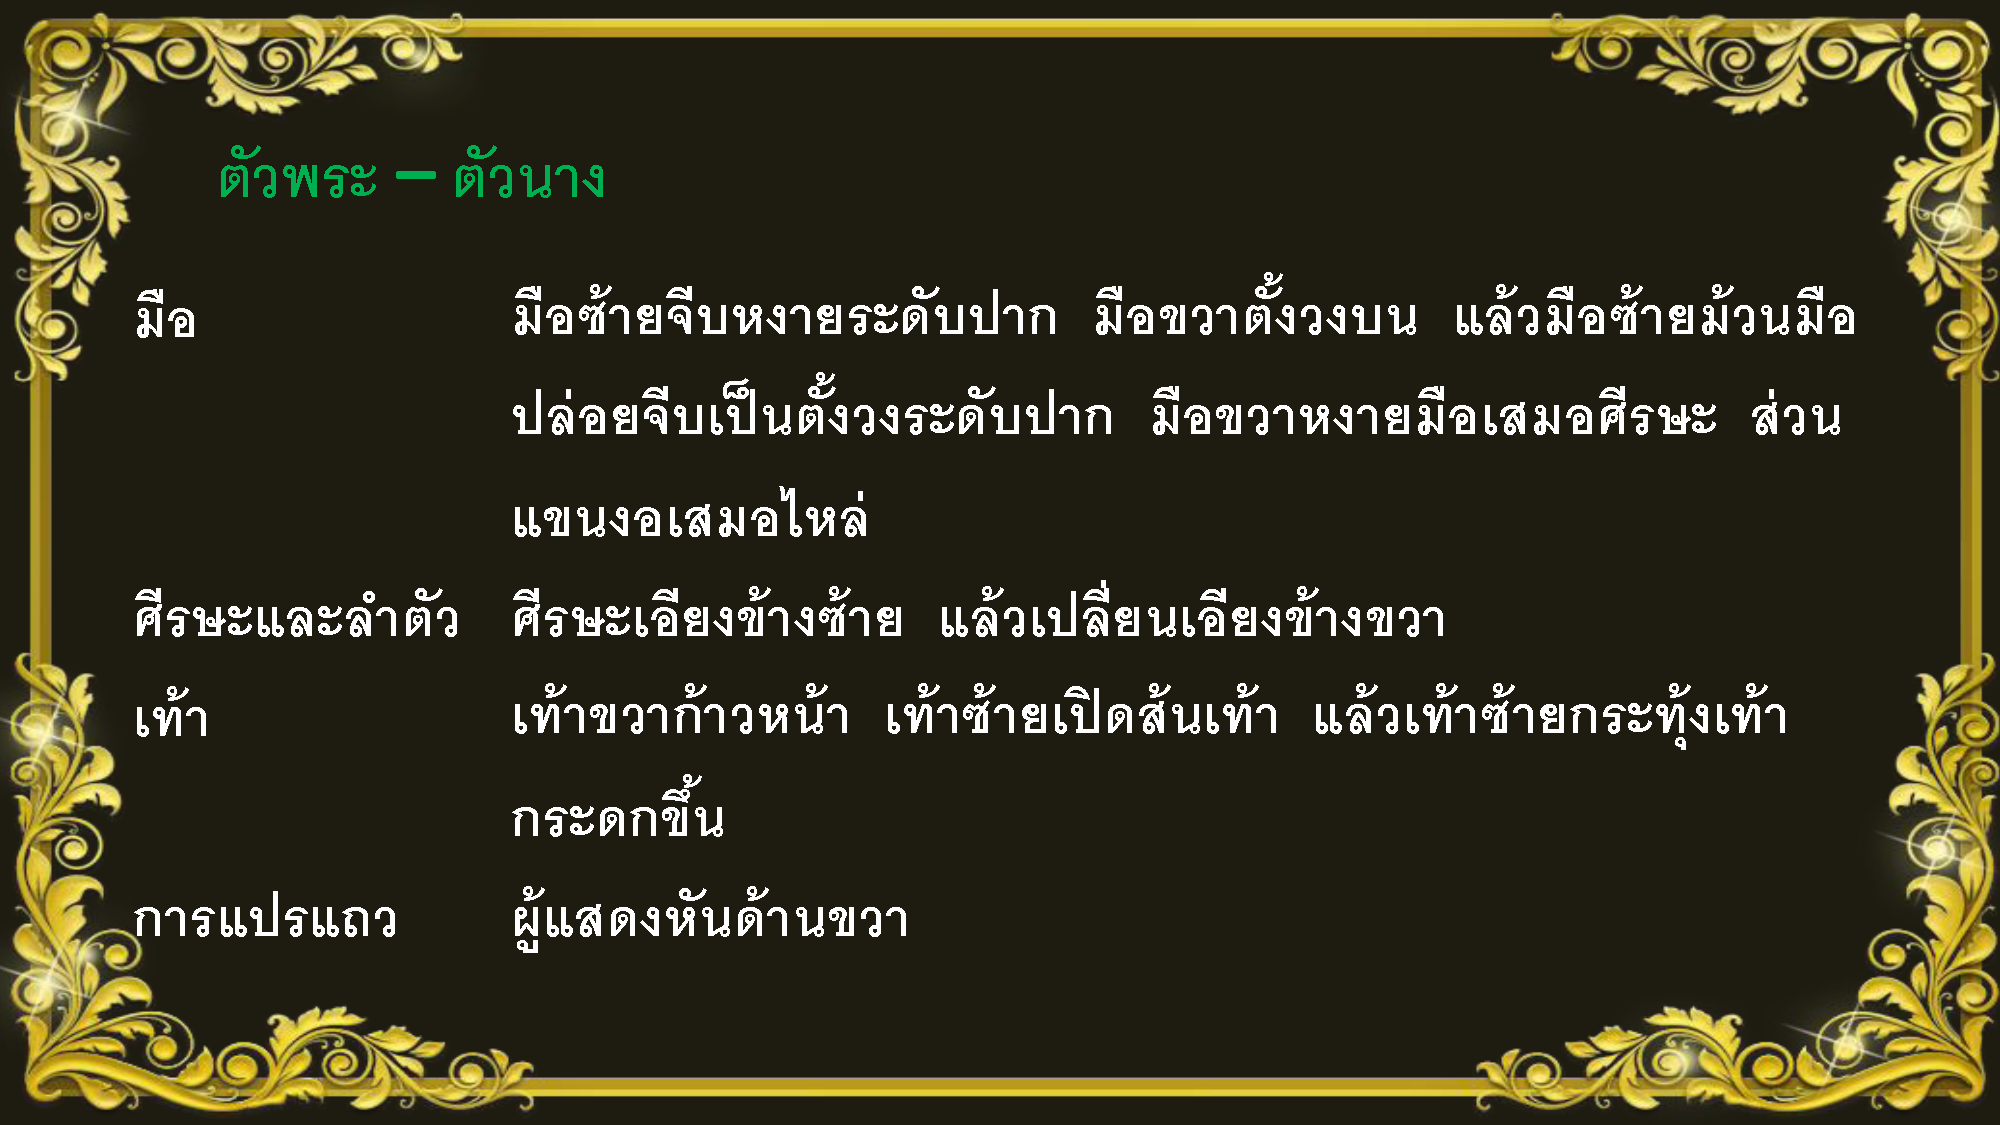 ตัวพระ – ตัวนาง
มือ มือซ้ายจีบหงายระดับปาก มือขวาตั้งวงบน แล้วมือซ้ายม้วนมือ
ปล่อยจีบเป็นตั้งวงระดับปาก มือขวาหงายมือเสมอศีรษะ ส่วน
แขนงอเสมอไหล่
ศีรษะและลำตัว ศีรษะเอียงข้างซ้าย แล้วเปลี่ยนเอียงข้างขวา
เท้า เท้าขวาก้าวหน้า เท้าซ้ายเปิดส้นเท้า แล้วเท้าซ้ายกระทุ้งเท้า
กระดกขึ้น
การแปรแถว ผู้แสดงหันด้านขวา